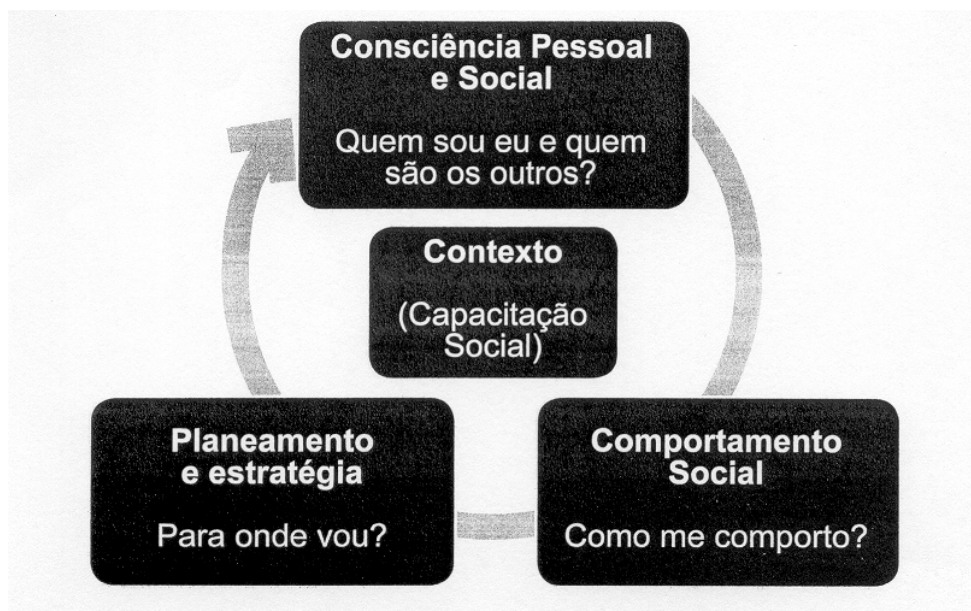 Consciência Pessoal
e Social
Quem sou eu e quem
são os outros?
Contexto
(Capacitação
Social)
Planeamento
e estratégia
Para onde vou?
Comportamento
Social
Como me comporto?